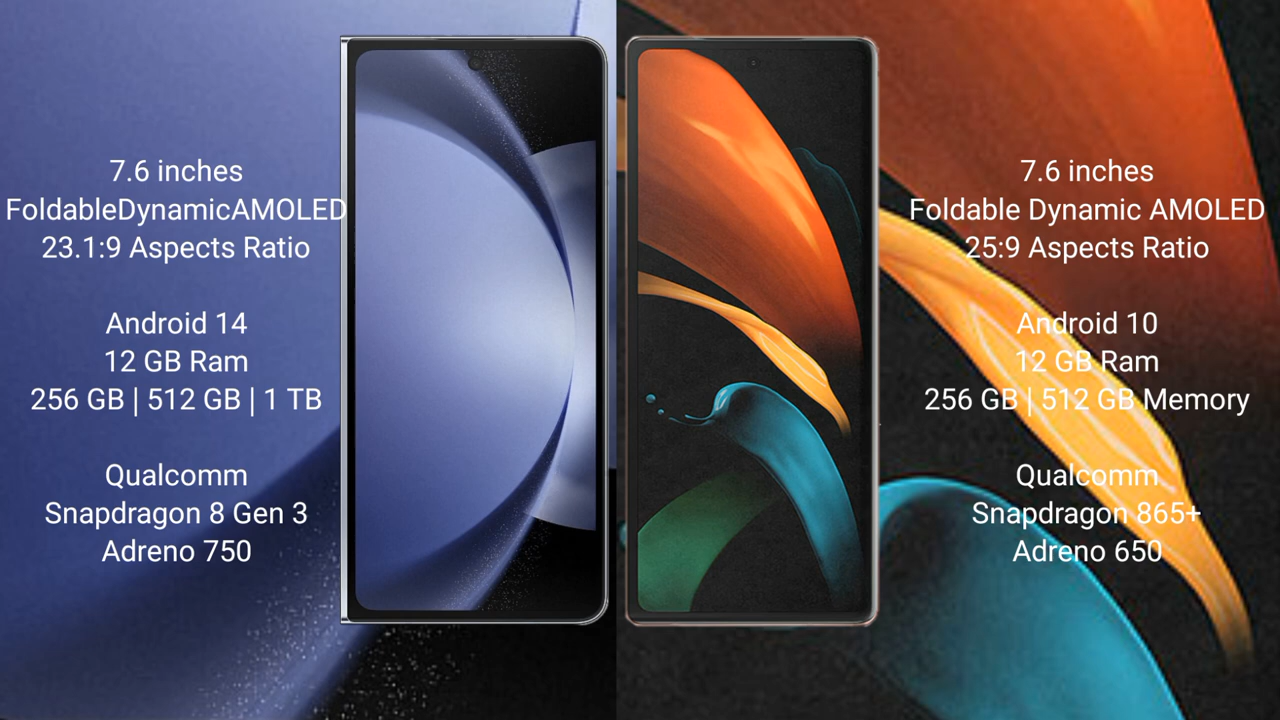 7.6 inches
FoldableDynamicAMOLED
23.1:9 Aspects Ratio
Android 14
12 GB Ram
256 GB | 512 GB | 1 TB
Qualcomm
Snapdragon 8 Gen 3
Adreno 750
7.6 inches
Foldable Dynamic AMOLED
25:9 Aspects Ratio
Android 10
12 GB Ram
256 GB | 512 GB Memory
Qualcomm
Snapdragon 865+
Adreno 650